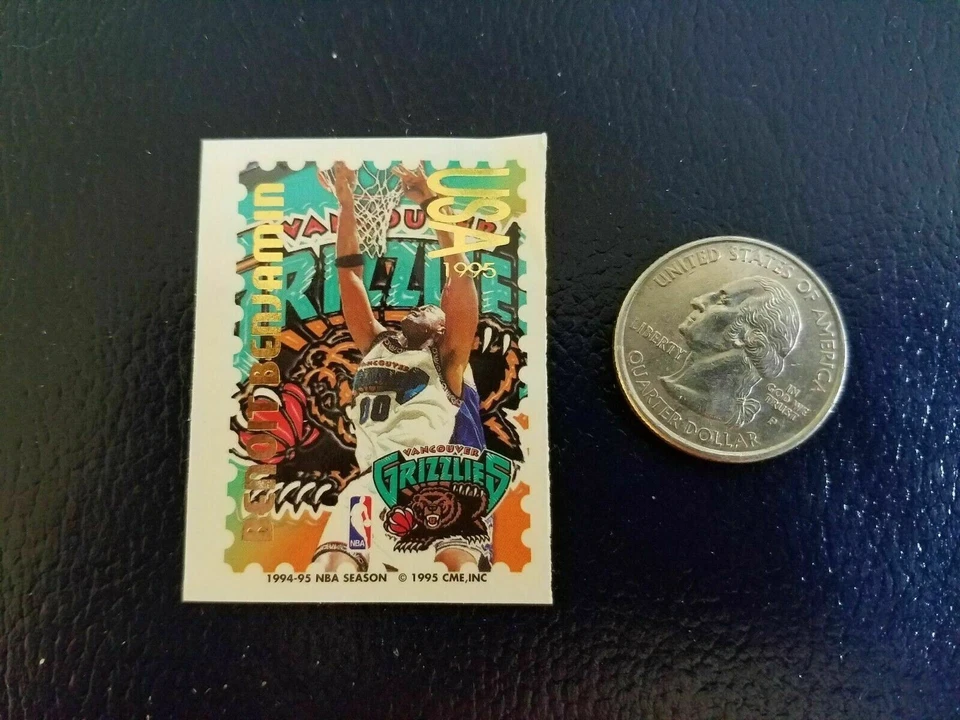 BENOIT BENJAMIN
USA
1995
VANCOUVER
GRIZZLIE
VANCOUVER
00
VANCOUVER
GRIZZLIES
NBA
1994-95 NBA SEASON © 1995 CME,INC
UNITED STATES OF AMERICA
LIBERTY
IN
GOD WE
TRUST
P
QUARTER DOLLAR